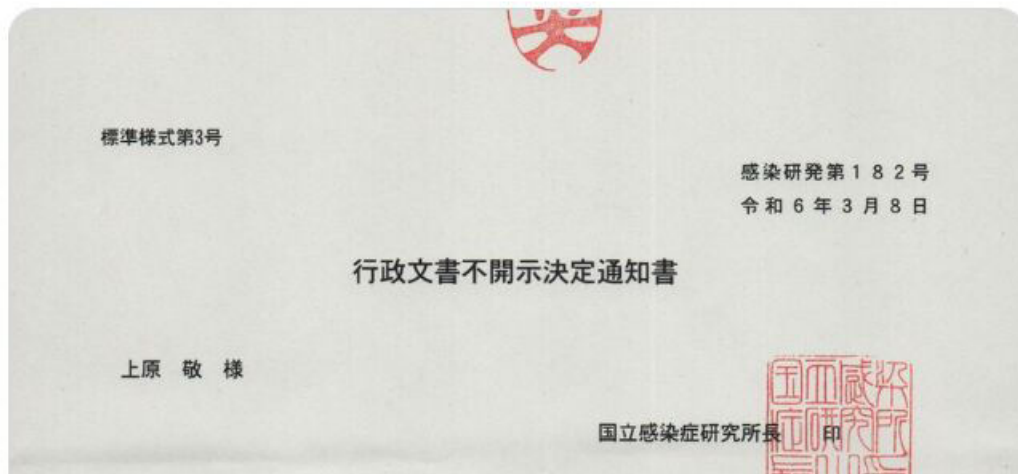 標準様式第3号
感染研発第182号
令和6年3月8日
行政文書不開示決定通知書
上原 敬 様
国立感染症研究所長 印